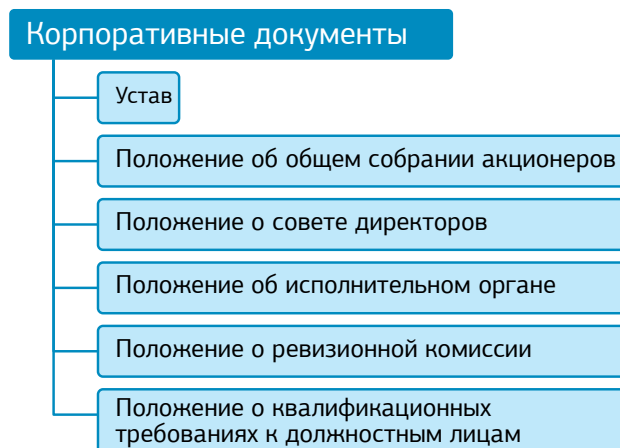 Корпоративные документы
Устав
Положение об общем собрании акционеров
Положение о совете директоров
Положение об исполнительном органе
Положение о ревизионной комиссии
Положение о квалификационных
требованиях к должностным лицам